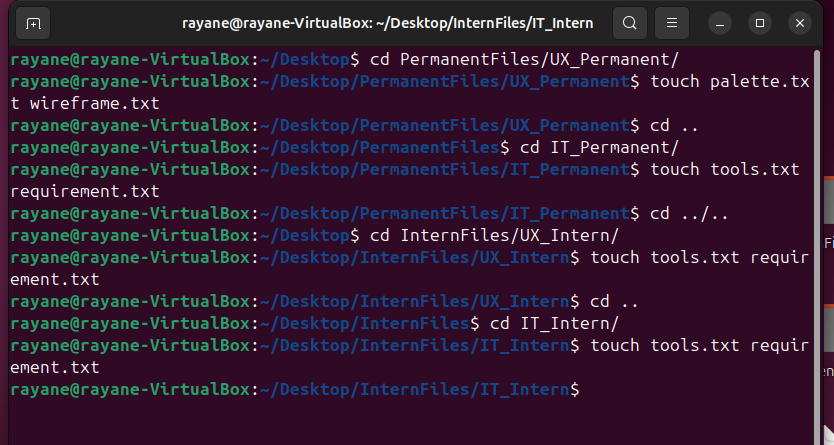 rayane@rayane-VirtualBox: ~/Desktop/InternFiles/IT_Intern
rayane@rayane-VirtualBox:~/Desktop$ cd PermanentFiles/UX_Permanent/
rayane@rayane-VirtualBox:~/Desktop/PermanentFiles/UX_Permanent$ touch palette.tx
t wireframe.txt
rayane@rayane-VirtualBox:~/Desktop/PermanentFiles/UX_Permanent$ cd ..
rayane@rayane-VirtualBox:~/Desktop/PermanentFiles$ cd IT_Permanent/
rayane@rayane-VirtualBox:~/Desktop/PermanentFiles/IT_Permanent$ touch tools.txt
requirement.txt
rayane@rayane-VirtualBox:~/Desktop/PermanentFiles/IT_Permanent$ cd ../..
rayane@rayane-VirtualBox:~/Desktop$ cd InternFiles/UX_Intern/
rayane@rayane-VirtualBox:~/Desktop/InternFiles/UX_Intern$ touch tools.txt requir
ement.txt
rayane@rayane-VirtualBox:~/Desktop/InternFiles/UX_Intern$ cd ..
rayane@rayane-VirtualBox:~/Desktop/InternFiles$ cd IT_Intern/
rayane@rayane-VirtualBox:~/Desktop/InternFiles/IT_Intern$ touch tools.txt requir
ement.txt
rayane@rayane-VirtualBox:~/Desktop/InternFiles/IT_Intern$